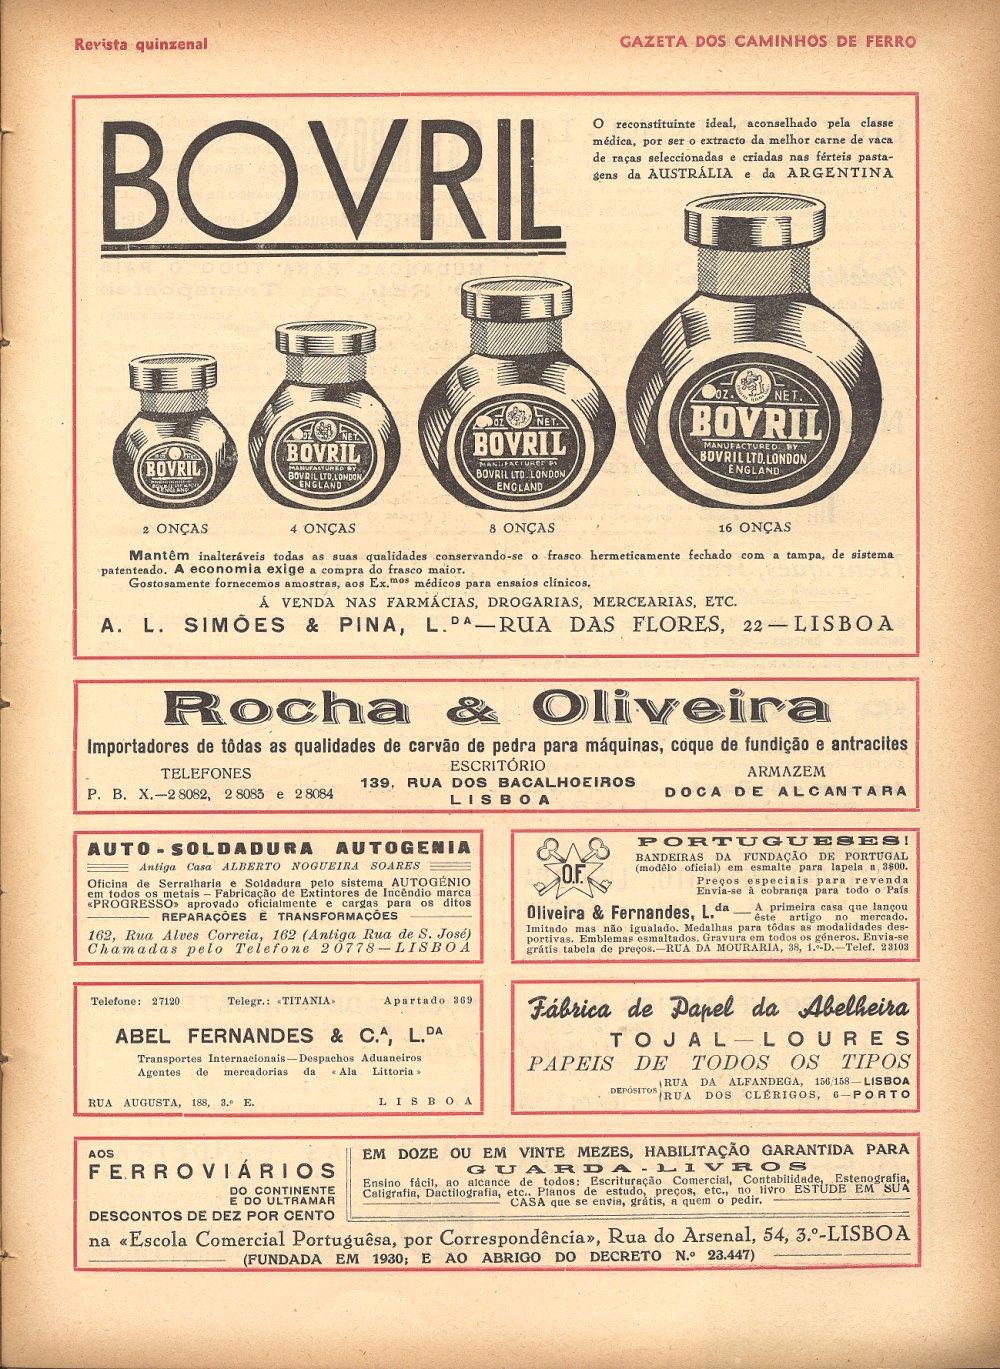 Revista quinzenal
GAZETA DOS CAMINHOS DE FERRO
BOVRIL
O reconstituinte ideal, aconselhado pela classe
médica, por ser o extracto da melhor carne de vaca
de raças seleccionadas e criadas nas férteis pasta-
gens da AUSTRÁLIA e da ARGENTINA
BOVRIL
MANUFACTURED BY
BOVRIL LTD. LONDON
ENGLAND
2 ONÇAS
OZ. NET.
BOVRIL
MANUFACTURED BY
BOVRIL LTD. LONDON
ENGLAND
4 ONÇAS
OZ NET.
BOVRIL
MANUFACTURED BY
BOVRIL LTD. LONDON
ENGLAND
8 ONÇAS
OZ. NET.
BOVRIL
MANUFACTURED BY
BOVRIL LTD. LONDON
ENGLAND
16 ONÇAS
Mantêm inalteráveis todas as suas qualidades conservando-se o frasco hermeticamente fechado com a tampa, de sistema
patenteado. A economia exige a compra do frasco maior.
Gostosamente fornecemos amostras, aos Ex.mos médicos para ensaios clínicos.
Á VENDA NAS FARMÁCIAS, DROGARIAS, MERCEARIAS, ETC.
A. L. SIMÕES & PINA, L.DA—RUA DAS FLORES, 22—LISBOA
Rocha & Oliveira
Importadores de tôdas as qualidades de carvão de pedra para máquinas, coque de fundição e antracites
TELEFONES
P. B. X.—2 8082, 2 8083 e 2 8084
ESCRITÓRIO
139, RUA DOS BACALHOEIROS
LISBOA
ARMAZEM
DOCA DE ALCANTARA
AUTO-SOLDADURA AUTOGENIA
Antiga Casa ALBERTO NOGUEIRA SOARES
Oficina de Serralharia e Soldadura pelo sistema AUTOGÉNIO
em todos os metais — Fabricação de Extintores de Incêndio marca
«PROGRESSO» aprovado oficialmente e cargas para os ditos
REPARAÇÕES E TRANSFORMAÇÕES
162, Rua Alves Correia, 162 (Antiga Rua de S. José)
Chamadas pelo Telefone 20778—LISBOA
O.F.
PORTUGUESES!
BANDEIRAS DA FUNDAÇÃO DE PORTUGAL
(modêlo oficial) em esmalte para lapela a 3$00.
Preços especiais para revenda
Envia-se à cobrança para todo o País
Oliveira & Fernandes, L.da — A primeira casa que lançou
êste artigo no mercado.
Imitado mas não igualado. Medalhas para tôdas as modalidades des-
portivas. Emblemas esmaltados. Gravura em todos os géneros. Envia-se
grátis tabela de preços.—RUA DA MOURARIA, 38, 1.º-D.—Telef. 23103
Telefone: 27120 Telegr.: «TITANIA» Apartado 369
ABEL FERNANDES & C.A, L.DA
Transportes Internacionais—Despachos Aduaneiros
Agentes de mercadorias da «Ala Littoria»
RUA AUGUSTA, 188, 3.º E. LISBOA
Fábrica de Papel da Abelheira
TOJAL—LOURES
PAPEIS DE TODOS OS TIPOS
DEPÓSITOS
RUA DA ALFANDEGA, 156/158—LISBOA
RUA DOS CLÉRIGOS, 6—PORTO
AOS
FERROVIÁRIOS
DO CONTINENTE
E DO ULTRAMAR
DESCONTOS DE DEZ POR CENTO
EM DOZE OU EM VINTE MEZES, HABILITAÇÃO GARANTIDA PARA
GUARDA-LIVROS
Ensino fácil, ao alcance de todos: Escrituração Comercial, Contabilidade, Estenografia,
Caligrafia, Dactilografia, etc.. Planos de estudo, preços, etc., no livro ESTUDE EM SUA
CASA que se envia, grátis, a quem o pedir.
na «Escola Comercial Portuguêsa, por Correspondência», Rua do Arsenal, 54, 3.º-LISBOA
(FUNDADA EM 1930; E AO ABRIGO DO DECRETO N.º 23.447)